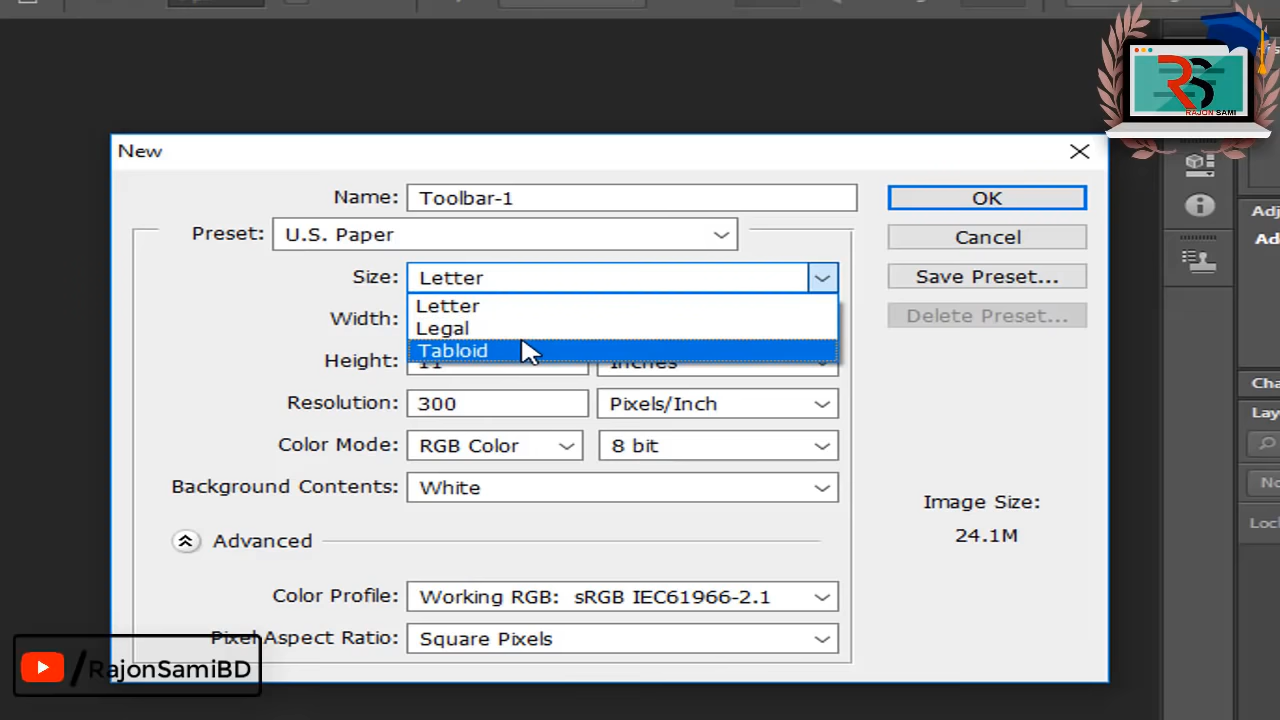 RS
RAJON SAMI
New
Name: Toolbar-1
OK
Preset: U.S. Paper
Cancel
Size: Letter
Save Preset...
Letter
Width:
Legal
Delete Preset...
Tabloid
Height: 11 Inches
Resolution: 300 Pixels/Inch
Color Mode: RGB Color 8 bit
Background Contents: White
Image Size:
24.1M
Advanced
Color Profile: Working RGB: sRGB IEC61966-2.1
Pixel Aspect Ratio: Square Pixels
/RajonSamiBD